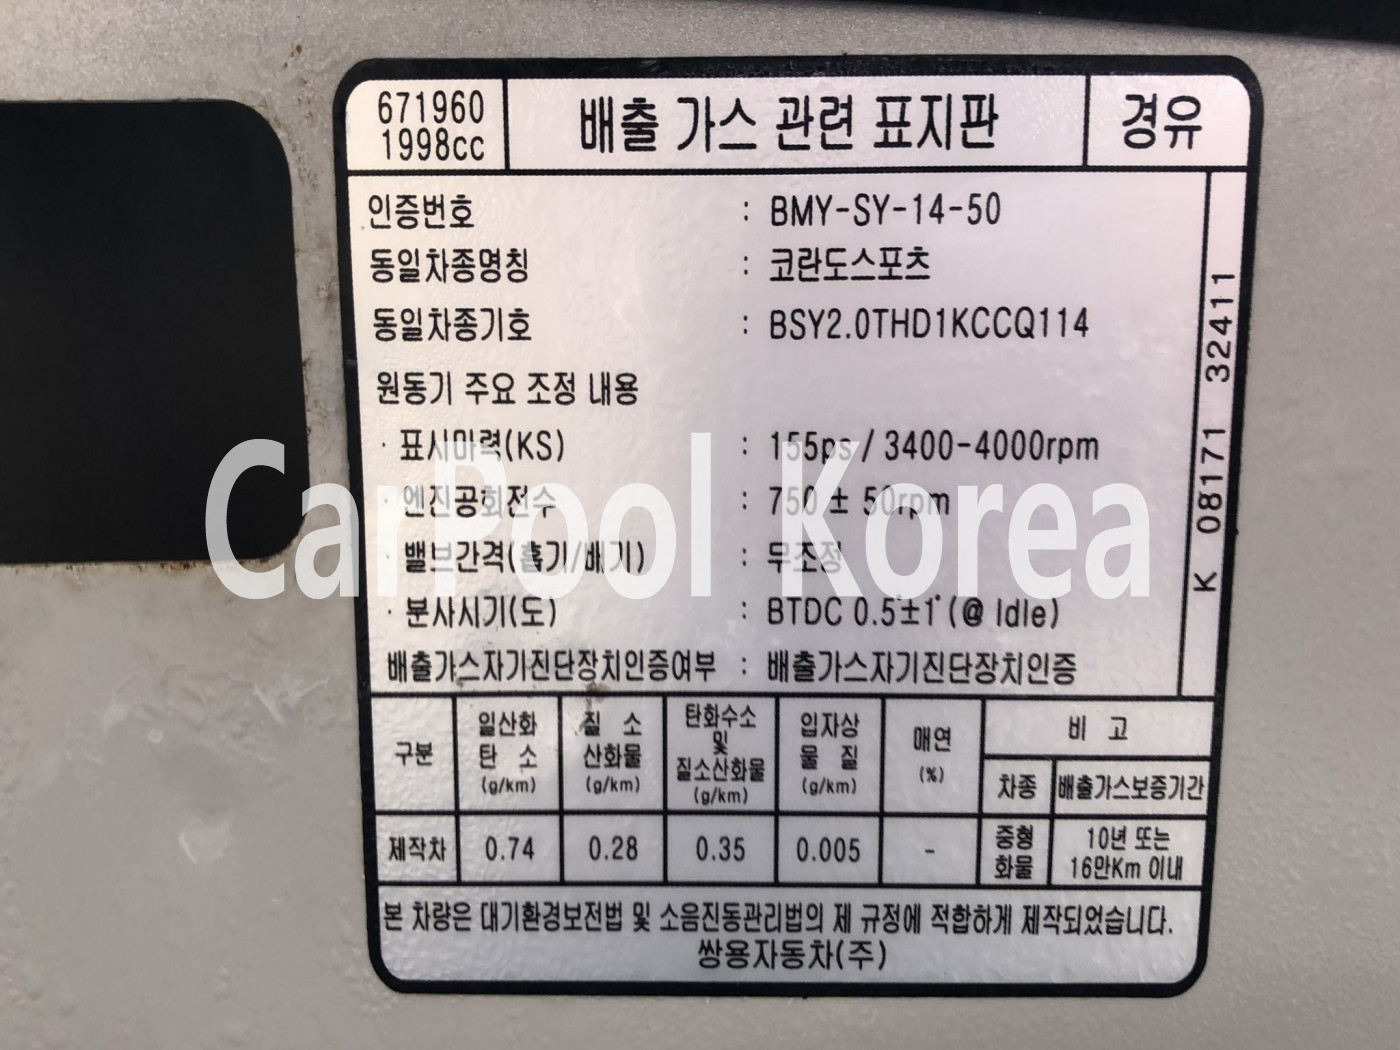 671960
1998cc
배출 가스 관련 표지판
경유
인증번호 : BMY-SY-14-50
동일차종명칭 : 코란도스포츠
동일차종기호 : BSY2.0THD1KCCQ114
원동기 주요 조정 내용
· 표시마력(KS) : 155ps / 3400-4000rpm
· 엔진공회전수 : 750 ± 50rpm
· 밸브간격(흡기/배기) : 무조정
· 분사시기(도) : BTDC 0.5°±1°(@ Idle)
배출가스자기진단장치인증여부 : 배출가스자기진단장치인증
K 08171 32411
CarPool Korea
구분
일산화
탄 소
(g/km)
질 소
산화물
(g/km)
탄화수소
및
질소산화물
(g/km)
입자상
물 질
(g/km)
매연
(%)
비 고
차종 배출가스보증기간
제작차 0.74 0.28 0.35 0.005 -
중형
화물
10년 또는
16만Km 이내
본 차량은 대기환경보전법 및 소음진동관리법의 제 규정에 적합하게 제작되었습니다.
쌍용자동차(주)